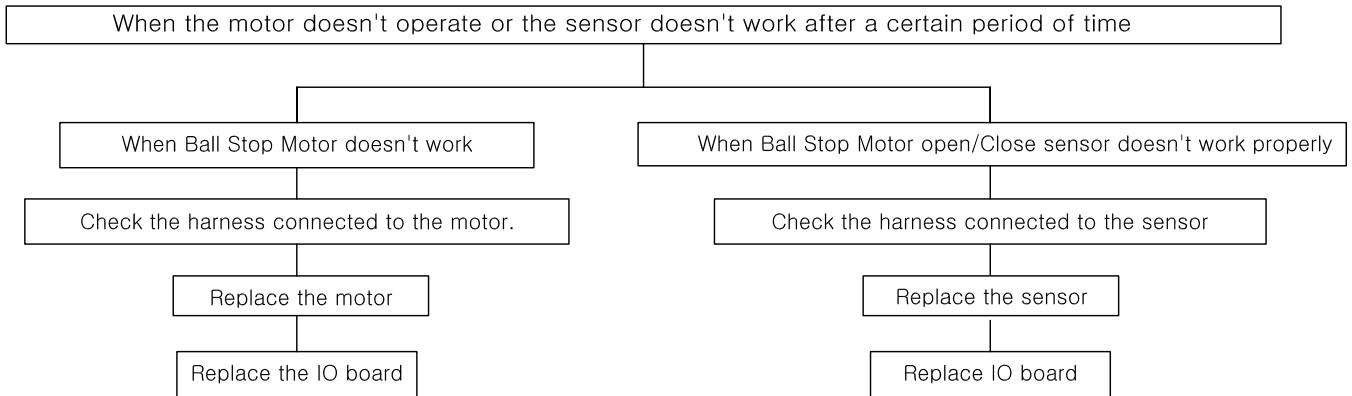 When the motor doesn't operate or the sensor doesn't work after a certain period of time
When Ball Stop Motor doesn't work
When Ball Stop Motor open/Close sensor doesn't work properly
Check the harness connected to the motor.
Check the harness connected to the sensor
Replace the motor
Replace the sensor
Replace the IO board
Replace IO board